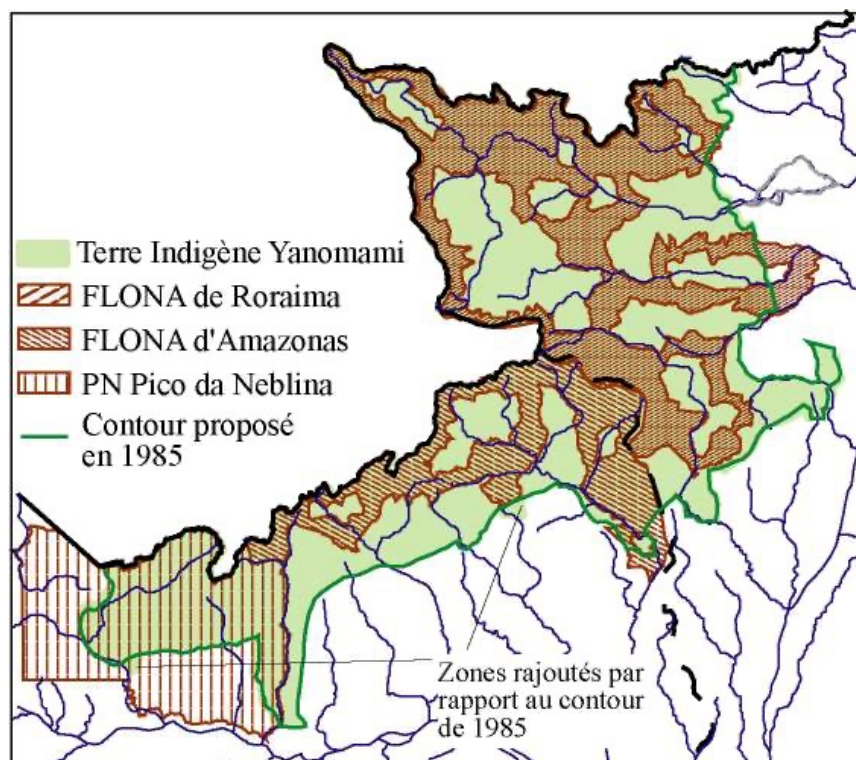 Terre Indigène Yanomami
FLONA de Roraima
FLONA d'Amazonas
PN Pico da Neblina
Contour proposé
en 1985
Zones rajoutés par
rapport au contour
de 1985